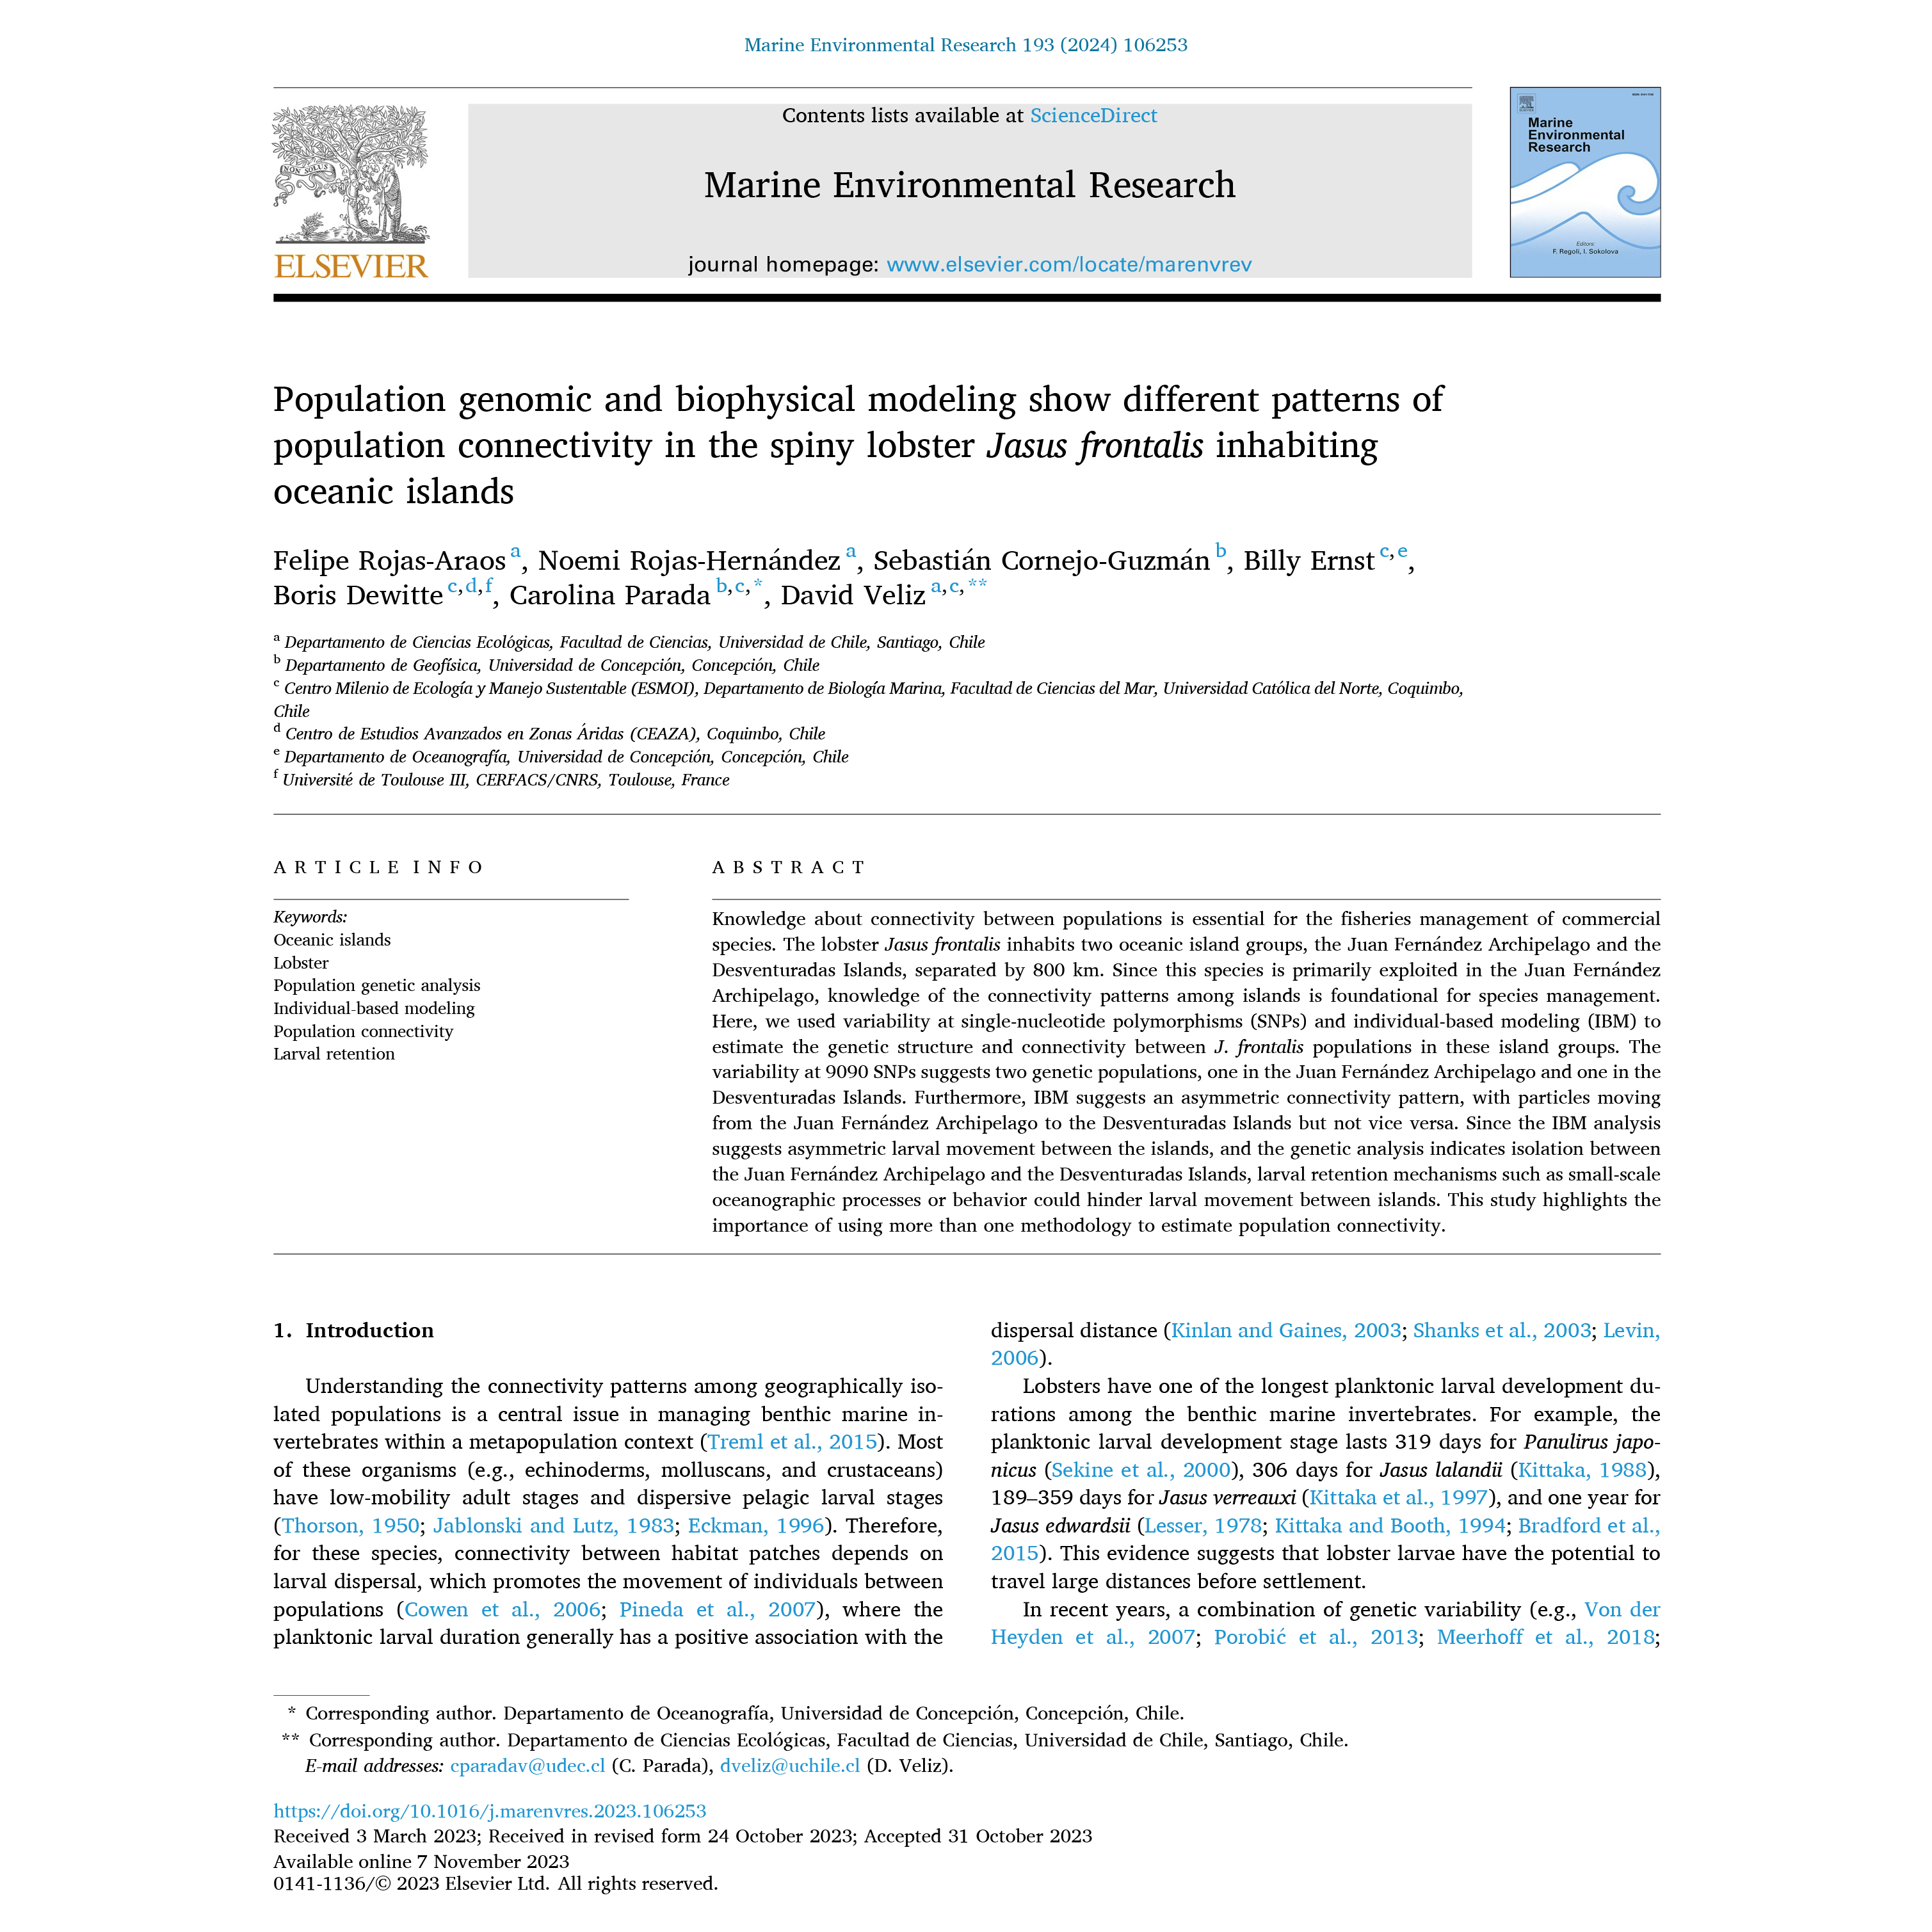 Marine Environmental Research 193 (2024) 106253
Contents lists available at ScienceDirect
Marine Environmental Research
journal homepage: www.elsevier.com/locate/marenvrev
NON SOLUS
ELSEVIER
Marine
Environmental
Research
Editors:
F. Regoli, I. Sokolova
Population genomic and biophysical modeling show different patterns of
population connectivity in the spiny lobster Jasus frontalis inhabiting
oceanic islands
Felipe Rojas-Araos a, Noemi Rojas-Hernández a, Sebastián Cornejo-Guzmán b, Billy Ernst c,e,
Boris Dewitte c,d,f, Carolina Parada b,c,*, David Veliz a,c,**
a Departamento de Ciencias Ecológicas, Facultad de Ciencias, Universidad de Chile, Santiago, Chile
b Departamento de Geofísica, Universidad de Concepción, Concepción, Chile
c Centro Milenio de Ecología y Manejo Sustentable (ESMOI), Departamento de Biología Marina, Facultad de Ciencias del Mar, Universidad Católica del Norte, Coquimbo,
Chile
d Centro de Estudios Avanzados en Zonas Áridas (CEAZA), Coquimbo, Chile
e Departamento de Oceanografía, Universidad de Concepción, Concepción, Chile
f Université de Toulouse III, CERFACS/CNRS, Toulouse, France
ARTICLE INFO
Keywords:
Oceanic islands
Lobster
Population genetic analysis
Individual-based modeling
Population connectivity
Larval retention
ABSTRACT
Knowledge about connectivity between populations is essential for the fisheries management of commercial
species. The lobster Jasus frontalis inhabits two oceanic island groups, the Juan Fernández Archipelago and the
Desventuradas Islands, separated by 800 km. Since this species is primarily exploited in the Juan Fernández
Archipelago, knowledge of the connectivity patterns among islands is foundational for species management.
Here, we used variability at single-nucleotide polymorphisms (SNPs) and individual-based modeling (IBM) to
estimate the genetic structure and connectivity between J. frontalis populations in these island groups. The
variability at 9090 SNPs suggests two genetic populations, one in the Juan Fernández Archipelago and one in the
Desventuradas Islands. Furthermore, IBM suggests an asymmetric connectivity pattern, with particles moving
from the Juan Fernández Archipelago to the Desventuradas Islands but not vice versa. Since the IBM analysis
suggests asymmetric larval movement between the islands, and the genetic analysis indicates isolation between
the Juan Fernández Archipelago and the Desventuradas Islands, larval retention mechanisms such as small-scale
oceanographic processes or behavior could hinder larval movement between islands. This study highlights the
importance of using more than one methodology to estimate population connectivity.
1. Introduction
Understanding the connectivity patterns among geographically iso-
lated populations is a central issue in managing benthic marine in-
vertebrates within a metapopulation context (Treml et al., 2015). Most
of these organisms (e.g., echinoderms, molluscans, and crustaceans)
have low-mobility adult stages and dispersive pelagic larval stages
(Thorson, 1950; Jablonski and Lutz, 1983; Eckman, 1996). Therefore,
for these species, connectivity between habitat patches depends on
larval dispersal, which promotes the movement of individuals between
populations (Cowen et al., 2006; Pineda et al., 2007), where the
planktonic larval duration generally has a positive association with the
dispersal distance (Kinlan and Gaines, 2003; Shanks et al., 2003; Levin,
2006).
Lobsters have one of the longest planktonic larval development du-
rations among the benthic marine invertebrates. For example, the
planktonic larval development stage lasts 319 days for Panulirus japo-
nicus (Sekine et al., 2000), 306 days for Jasus lalandii (Kittaka, 1988),
189–359 days for Jasus verreauxi (Kittaka et al., 1997), and one year for
Jasus edwardsii (Lesser, 1978; Kittaka and Booth, 1994; Bradford et al.,
2015). This evidence suggests that lobster larvae have the potential to
travel large distances before settlement.
In recent years, a combination of genetic variability (e.g., Von der
Heyden et al., 2007; Porobić et al., 2013; Meerhoff et al., 2018;
* Corresponding author. Departamento de Oceanografía, Universidad de Concepción, Concepción, Chile.
** Corresponding author. Departamento de Ciencias Ecológicas, Facultad de Ciencias, Universidad de Chile, Santiago, Chile.
E-mail addresses: cparadav@udec.cl (C. Parada), dveliz@uchile.cl (D. Veliz).
https://doi.org/10.1016/j.marenvres.2023.106253
Received 3 March 2023; Received in revised form 24 October 2023; Accepted 31 October 2023
Available online 7 November 2023
0141-1136/© 2023 Elsevier Ltd. All rights reserved.